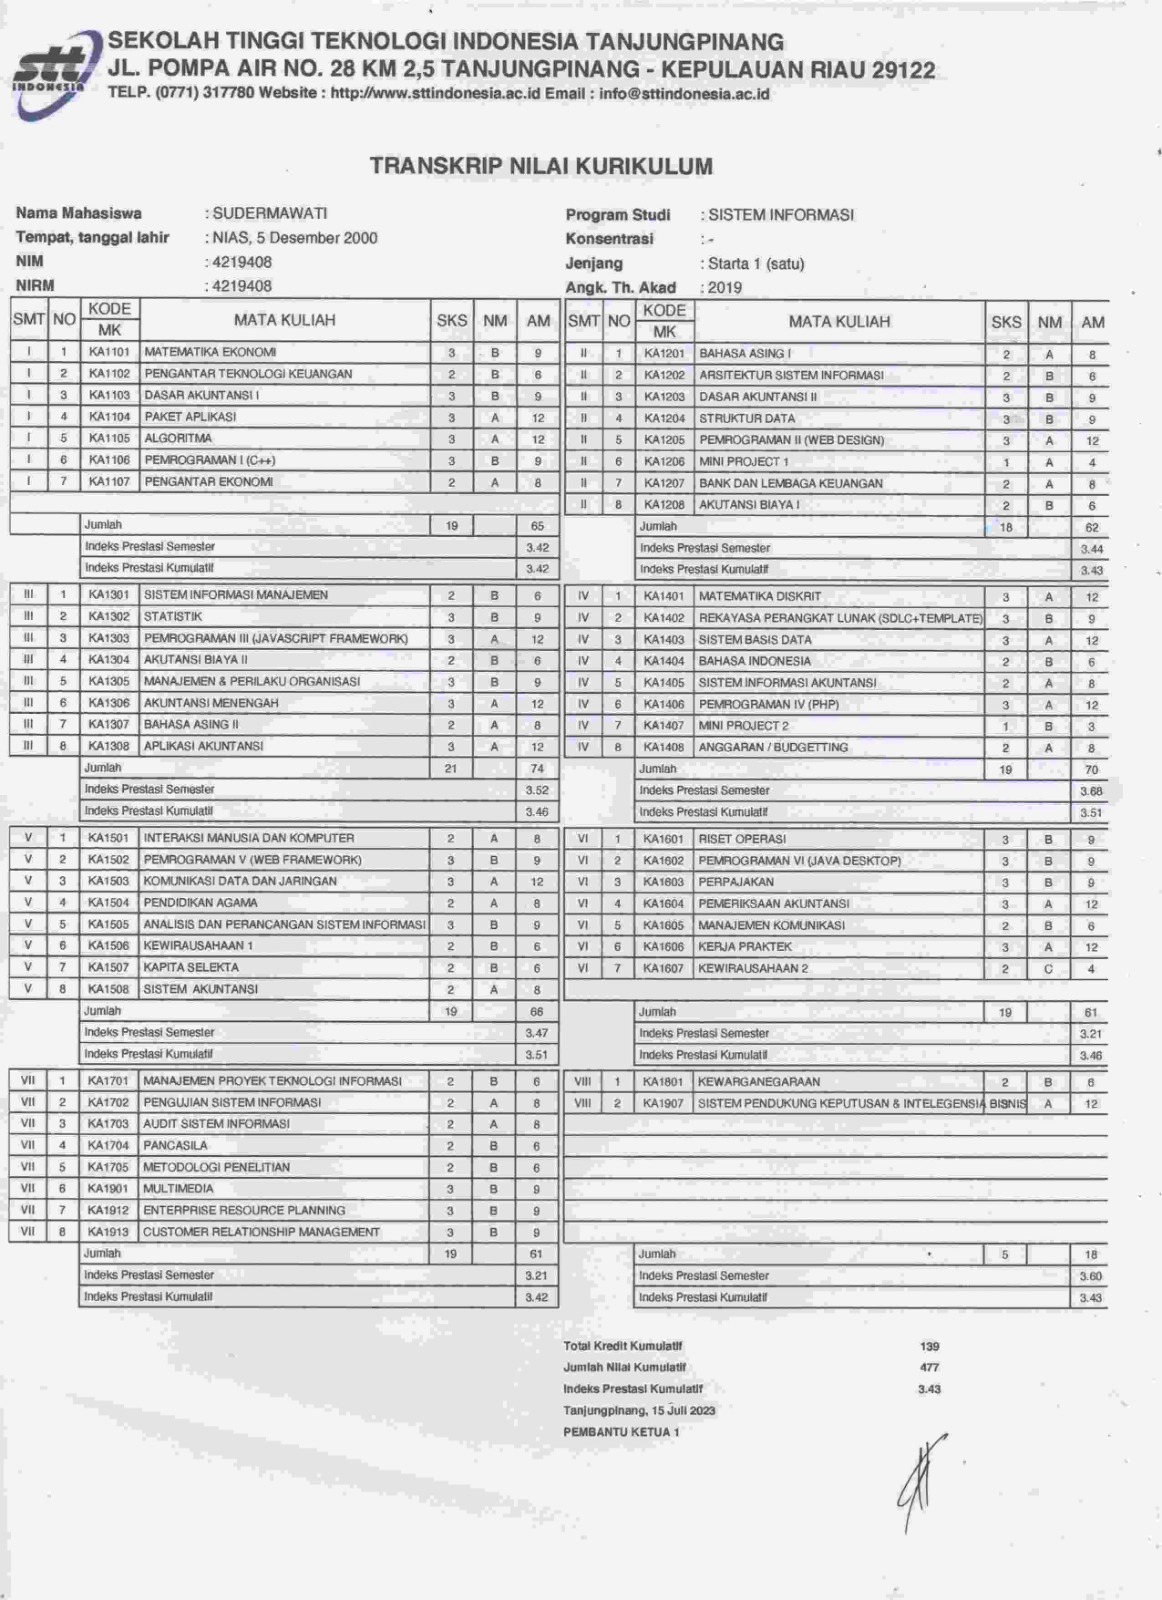 stt
INDONESIA
SEKOLAH TINGGI TEKNOLOGI INDONESIA TANJUNGPINANG
JL. POMPA AIR NO. 28 KM 2,5 TANJUNGPINANG - KEPULAUAN RIAU 29122
TELP. (0771) 317780 Website : http://www.sttindonesia.ac.id Email : info@sttindonesia.ac.id
TRANSKRIP NILAI KURIKULUM
Nama Mahasiswa : SUDERMAWATI
Tempat, tanggal lahir : NIAS, 5 Desember 2000
NIM : 4219408
NIRM : 4219408
Program Studi : SISTEM INFORMASI
Konsentrasi : -
Jenjang : Starta 1 (satu)
Angk. Th. Akad : 2019
SMT NO KODE MK MATA KULIAH SKS NM AM
I 1 KA1101 MATEMATIKA EKONOMI 3 B 9
I 2 KA1102 PENGANTAR TEKNOLOGI KEUANGAN 2 B 6
I 3 KA1103 DASAR AKUNTANSI I 3 B 9
I 4 KA1104 PAKET APLIKASI 3 A 12
I 5 KA1105 ALGORITMA 3 A 12
I 6 KA1106 PEMROGRAMAN I (C++) 3 B 9
I 7 KA1107 PENGANTAR EKONOMI 2 A 8
Jumlah 19 65
Indeks Prestasi Semester 3.42
Indeks Prestasi Kumulatif 3.42
SMT NO KODE MK MATA KULIAH SKS NM AM
II 1 KA1201 BAHASA ASING I 2 A 8
II 2 KA1202 ARSITEKTUR SISTEM INFORMASI 2 B 6
II 3 KA1203 DASAR AKUNTANSI II 3 B 9
II 4 KA1204 STRUKTUR DATA 3 B 9
II 5 KA1205 PEMROGRAMAN II (WEB DESIGN) 3 A 12
II 6 KA1206 MINI PROJECT 1 1 A 4
II 7 KA1207 BANK DAN LEMBAGA KEUANGAN 2 A 8
II 8 KA1208 AKUTANSI BIAYA I 2 B 6
Jumlah 18 62
Indeks Prestasi Semester 3.44
Indeks Prestasi Kumulatif 3.43
III 1 KA1301 SISTEM INFORMASI MANAJEMEN 2 B 6
III 2 KA1302 STATISTIK 3 B 9
III 3 KA1303 PEMROGRAMAN III (JAVASCRIPT FRAMEWORK) 3 A 12
III 4 KA1304 AKUTANSI BIAYA II 2 B 6
III 5 KA1305 MANAJEMEN & PERILAKU ORGANISASI 3 B 9
III 6 KA1306 AKUNTANSI MENENGAH 3 A 12
III 7 KA1307 BAHASA ASING II 2 A 8
III 8 KA1308 APLIKASI AKUNTANSI 3 A 12
Jumlah 21 74
Indeks Prestasi Semester 3.52
Indeks Prestasi Kumulatif 3.46
IV 1 KA1401 MATEMATIKA DISKRIT 3 A 12
IV 2 KA1402 REKAYASA PERANGKAT LUNAK (SDLC+TEMPLATE) 3 B 9
IV 3 KA1403 SISTEM BASIS DATA 3 A 12
IV 4 KA1404 BAHASA INDONESIA 2 B 6
IV 5 KA1405 SISTEM INFORMASI AKUNTANSI 2 A 8
IV 6 KA1406 PEMROGRAMAN IV (PHP) 3 A 12
IV 7 KA1407 MINI PROJECT 2 1 B 3
IV 8 KA1408 ANGGARAN / BUDGETTING 2 A 8
Jumlah 19 70
Indeks Prestasi Semester 3.68
Indeks Prestasi Kumulatif 3.51
V 1 KA1501 INTERAKSI MANUSIA DAN KOMPUTER 2 A 8
V 2 KA1502 PEMROGRAMAN V (WEB FRAMEWORK) 3 B 9
V 3 KA1503 KOMUNIKASI DATA DAN JARINGAN 3 A 12
V 4 KA1504 PENDIDIKAN AGAMA 2 A 8
V 5 KA1505 ANALISIS DAN PERANCANGAN SISTEM INFORMASI 3 B 9
V 6 KA1506 KEWIRAUSAHAAN 1 2 B 6
V 7 KA1507 KAPITA SELEKTA 2 B 6
V 8 KA1508 SISTEM AKUNTANSI 2 A 8
Jumlah 19 66
Indeks Prestasi Semester 3.47
Indeks Prestasi Kumulatif 3.51
VI 1 KA1601 RISET OPERASI 3 B 9
VI 2 KA1602 PEMROGRAMAN VI (JAVA DESKTOP) 3 B 9
VI 3 KA1603 PERPAJAKAN 3 B 9
VI 4 KA1604 PEMERIKSAAN AKUNTANSI 3 A 12
VI 5 KA1605 MANAJEMEN KOMUNIKASI 2 B 6
VI 6 KA1606 KERJA PRAKTEK 3 A 12
VI 7 KA1607 KEWIRAUSAHAAN 2 2 C 4
Jumlah 19 61
Indeks Prestasi Semester 3.21
Indeks Prestasi Kumulatif 3.46
VII 1 KA1701 MANAJEMEN PROYEK TEKNOLOGI INFORMASI 2 B 6
VII 2 KA1702 PENGUJIAN SISTEM INFORMASI 2 A 8
VII 3 KA1703 AUDIT SISTEM INFORMASI 2 A 8
VII 4 KA1704 PANCASILA 2 B 6
VII 5 KA1705 METODOLOGI PENELITIAN 2 B 6
VII 6 KA1901 MULTIMEDIA 3 B 9
VII 7 KA1912 ENTERPRISE RESOURCE PLANNING 3 B 9
VII 8 KA1913 CUSTOMER RELATIONSHIP MANAGEMENT 3 B 9
Jumlah 19 61
Indeks Prestasi Semester 3.21
Indeks Prestasi Kumulatif 3.42
VIII 1 KA1801 KEWARGANEGARAAN 2 B 6
VIII 2 KA1907 SISTEM PENDUKUNG KEPUTUSAN & INTELEGENSIA BISNIS A 12
Jumlah 5 18
Indeks Prestasi Semester 3.60
Indeks Prestasi Kumulatif 3.43
Total Kredit Kumulatif 139
Jumlah Nilai Kumulatif 477
Indeks Prestasi Kumulatif 3.43
Tanjungpinang, 15 Juli 2023
PEMBANTU KETUA 1